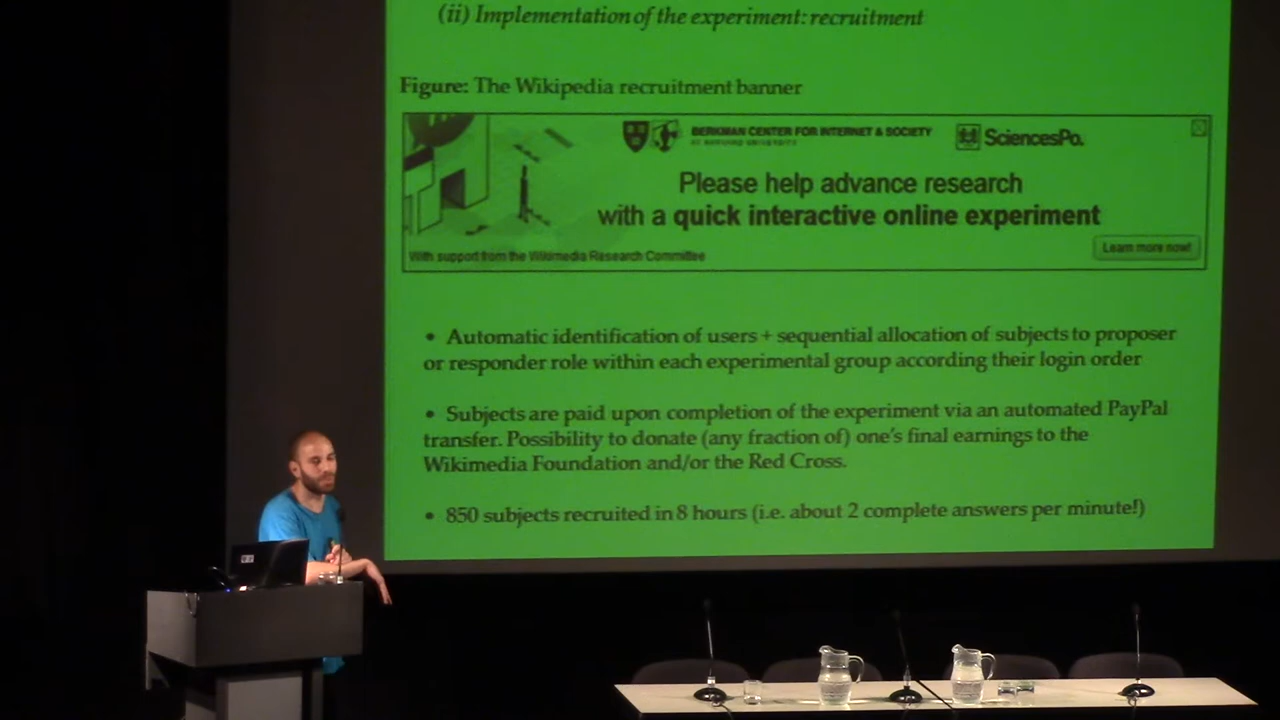 (ii) Implementation of the experiment: recruitment
Figure: The Wikipedia recruitment banner
BERKMAN CENTER FOR INTERNET & SOCIETY
AT HARVARD UNIVERSITY
SciencesPo.
Please help advance research
with a quick interactive online experiment
With support from the Wikimedia Research Committee
Learn more now!
• Automatic identification of users + sequential allocation of subjects to proposer
or responder role within each experimental group according their login order
• Subjects are paid upon completion of the experiment via an automated PayPal
transfer. Possibility to donate (any fraction of) one's final earnings to the
Wikimedia Foundation and/or the Red Cross.
• 850 subjects recruited in 8 hours (i.e. about 2 complete answers per minute!)